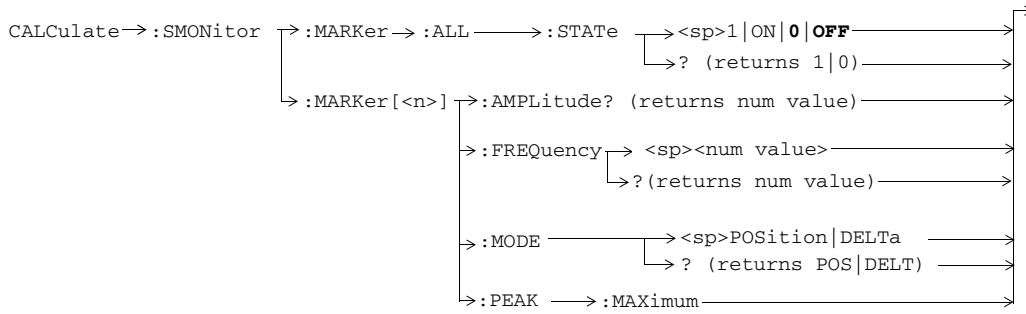 CALCulate :SMONitor :MARKer :ALL :STATe <sp>1|ON|0|OFF
? (returns 1|0)
:MARKer[<n>] :AMPLitude? (returns num value)
:FREQuency <sp><num value>
?(returns num value)
:MODE <sp>POSition|DELTa
? (returns POS|DELT)
:PEAK :MAXimum